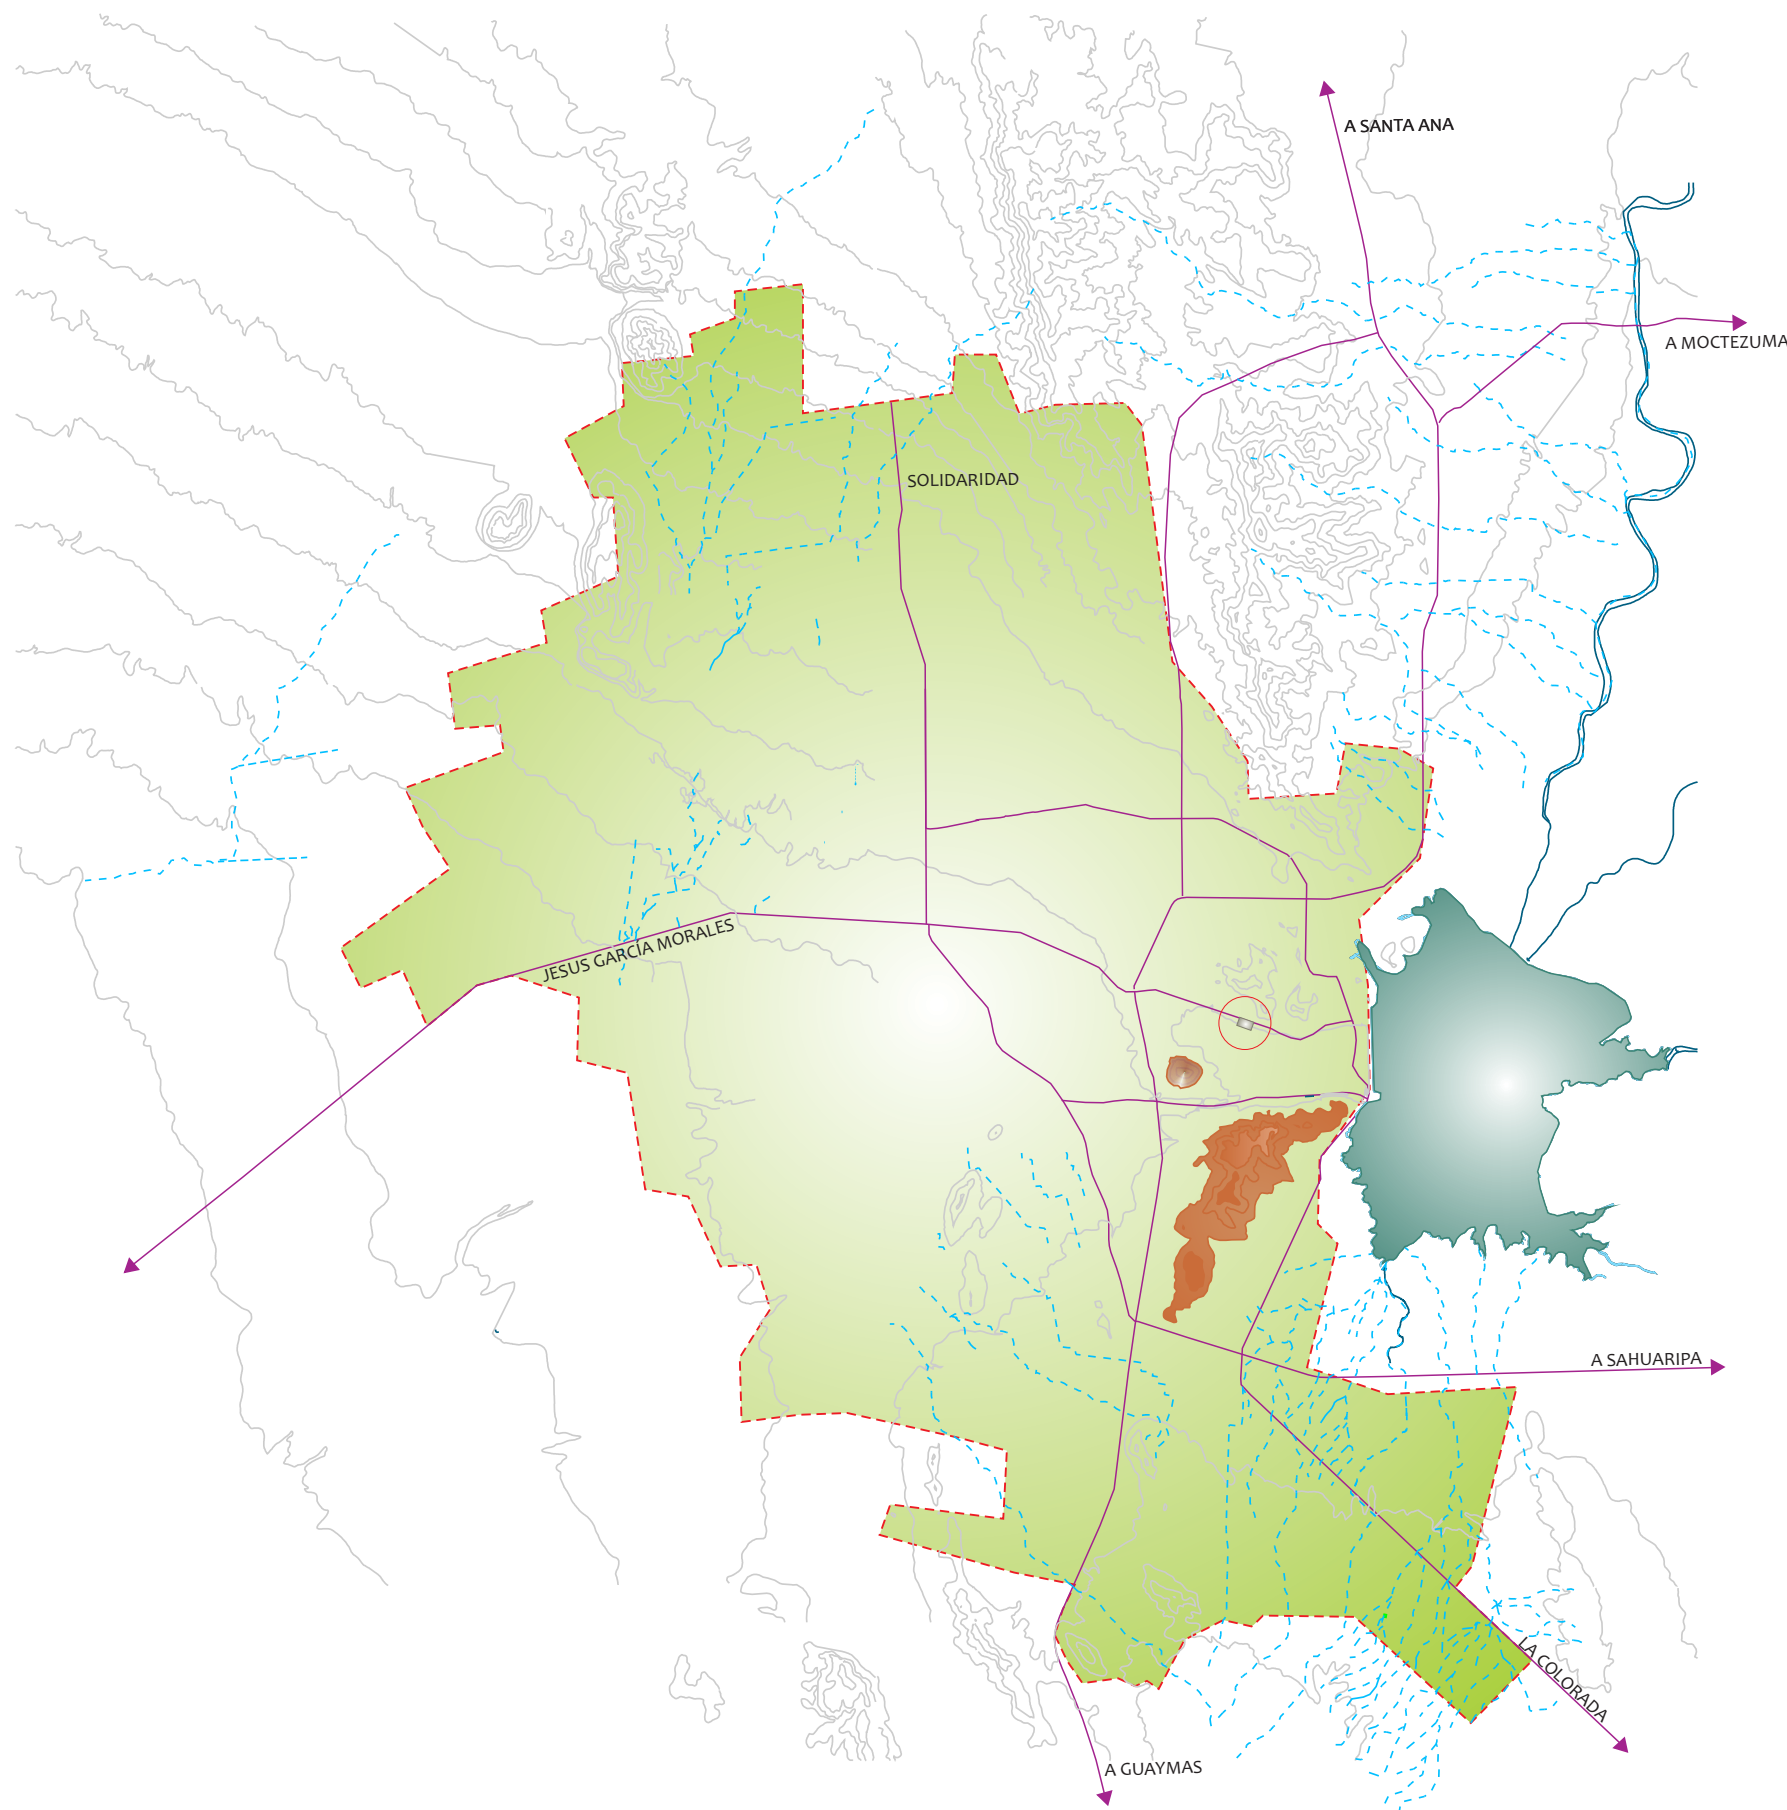 A SANTA ANA
A MOCTEZUMA
SOLIDARIDAD
JESUS GARCÍA MORALES
A SAHUARIPA
LA COLORADA
A GUAYMAS